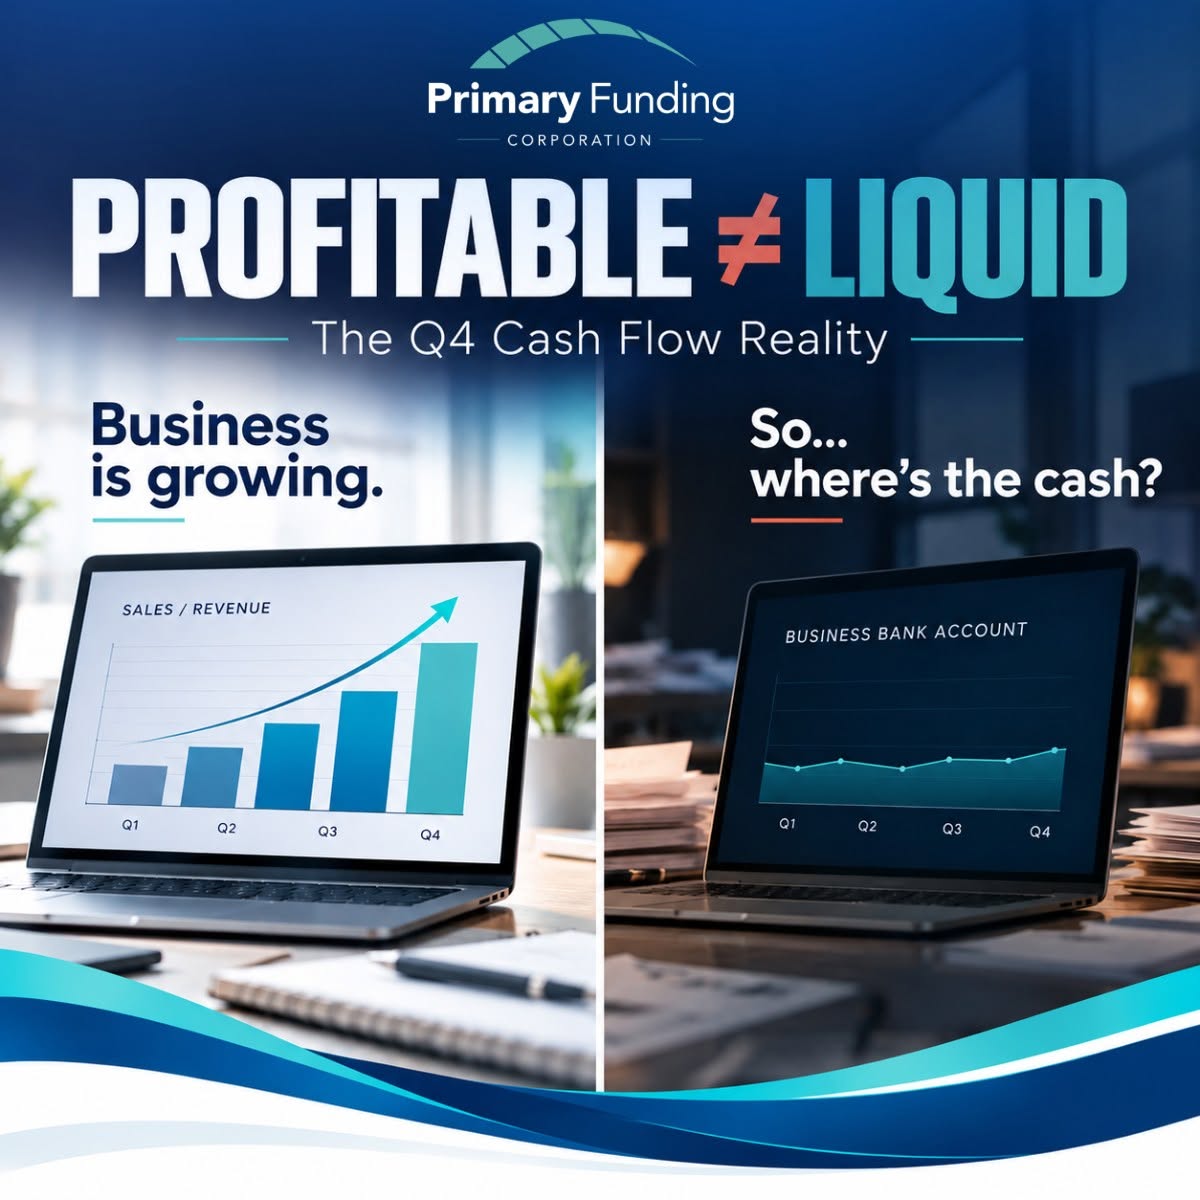 Primary Funding
CORPORATION
PROFITABLE ≠ LIQUID
The Q4 Cash Flow Reality
Business
is growing.
SALES / REVENUE
Q1 Q2 Q3 Q4
So...
where's the cash?
BUSINESS BANK ACCOUNT
Q1 Q2 Q3 Q4